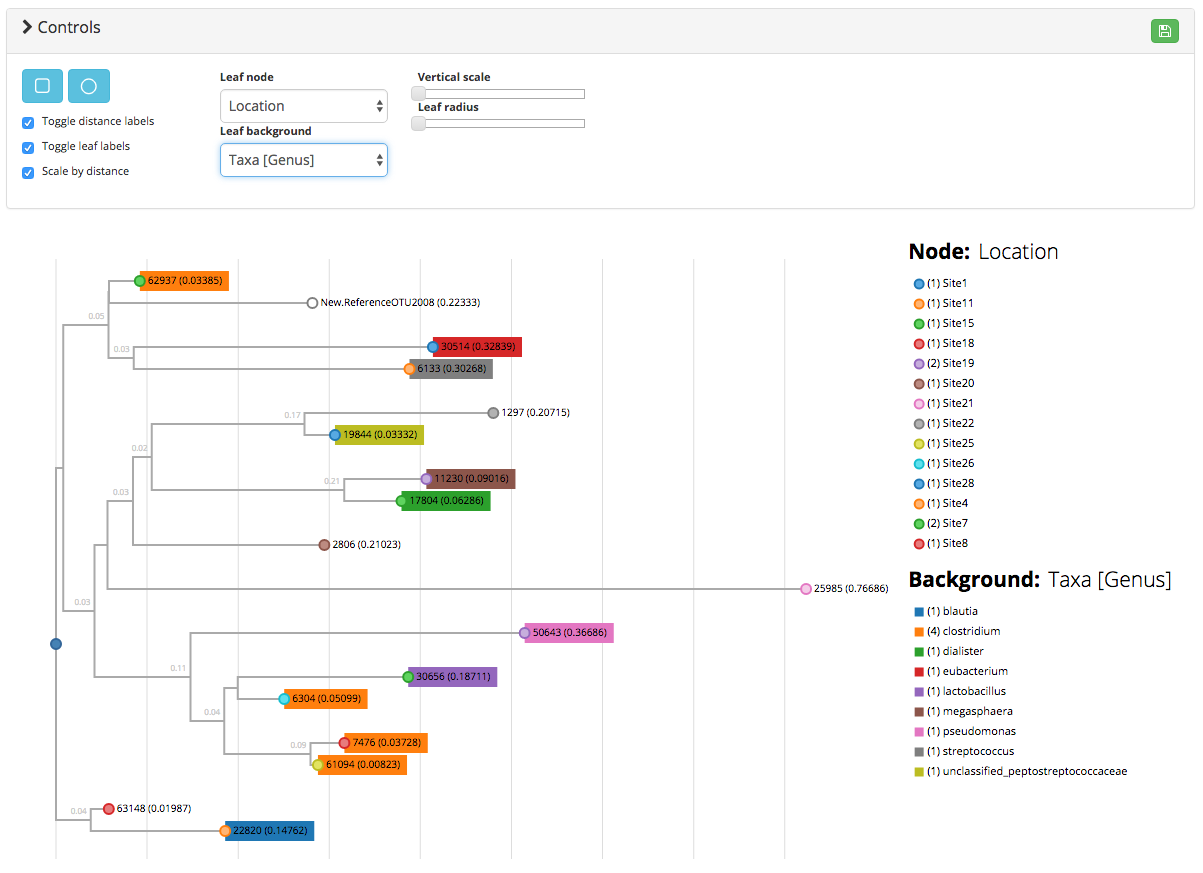 Controls
Toggle distance labels
Toggle leaf labels
Scale by distance
Leaf node
Location
Leaf background
Taxa [Genus]
Vertical scale
Leaf radius
62937 (0.03385)
New.ReferenceOTU2008 (0.22333)
0.05
30514 (0.32839)
0.03
6133 (0.30268)
1297 (0.20715)
0.17
19844 (0.03332)
0.02
11230 (0.09016)
0.21
0.03
17804 (0.06286)
2806 (0.21023)
25985 (0.76686)
0.03
50643 (0.36686)
0.11
30656 (0.18711)
6304 (0.05099)
0.04
7476 (0.03728)
0.09
61094 (0.00823)
63148 (0.01987)
0.04
22820 (0.14762)
Node: Location
(1) Site1
(1) Site11
(1) Site15
(1) Site18
(2) Site19
(1) Site20
(1) Site21
(1) Site22
(1) Site25
(1) Site26
(1) Site28
(1) Site4
(2) Site7
(1) Site8
Background: Taxa [Genus]
(1) blautia
(4) clostridium
(1) dialister
(1) eubacterium
(1) lactobacillus
(1) megasphaera
(1) pseudomonas
(1) streptococcus
(1) unclassified_peptostreptococcaceae